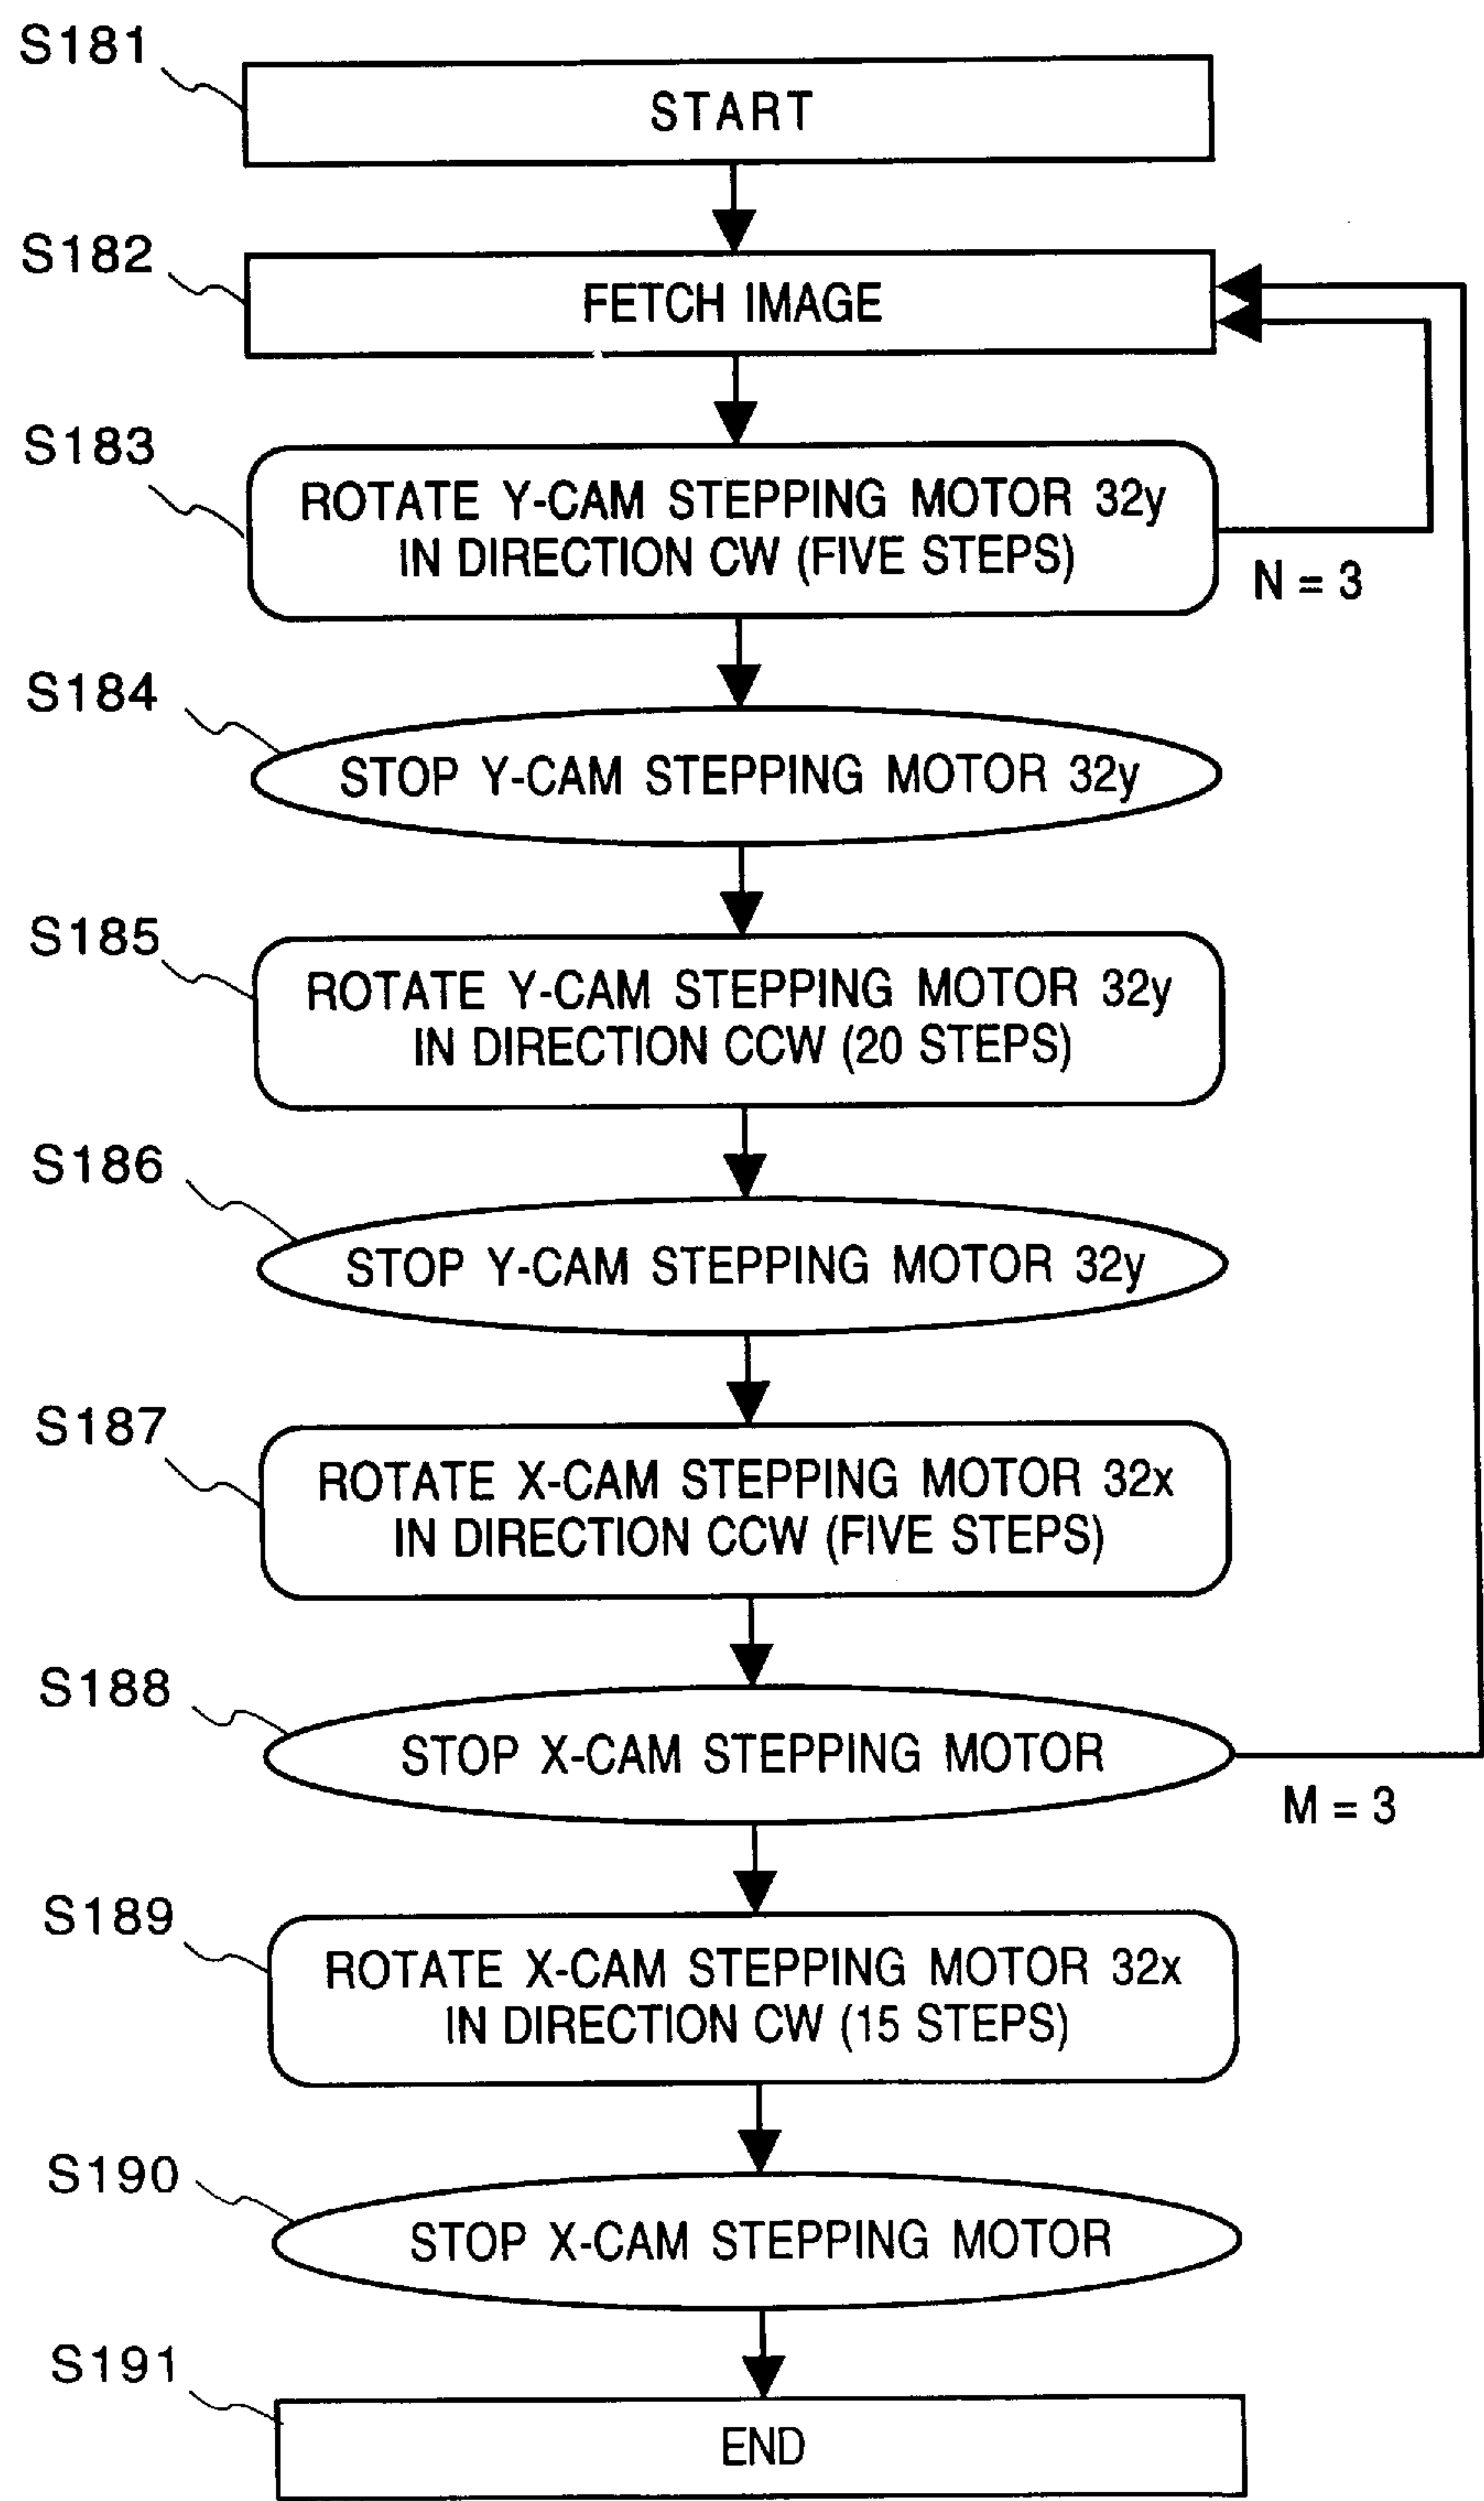 S181
START
S182
FETCH IMAGE
S183
ROTATE Y-CAM STEPPING MOTOR 32y
IN DIRECTION CW (FIVE STEPS)
N = 3
S184
STOP Y-CAM STEPPING MOTOR 32y
S185
ROTATE Y-CAM STEPPING MOTOR 32y
IN DIRECTION CCW (20 STEPS)
S186
STOP Y-CAM STEPPING MOTOR 32y
S187
ROTATE X-CAM STEPPING MOTOR 32x
IN DIRECTION CCW (FIVE STEPS)
S188
STOP X-CAM STEPPING MOTOR
M = 3
S189
ROTATE X-CAM STEPPING MOTOR 32x
IN DIRECTION CW (15 STEPS)
S190
STOP X-CAM STEPPING MOTOR
S191
END